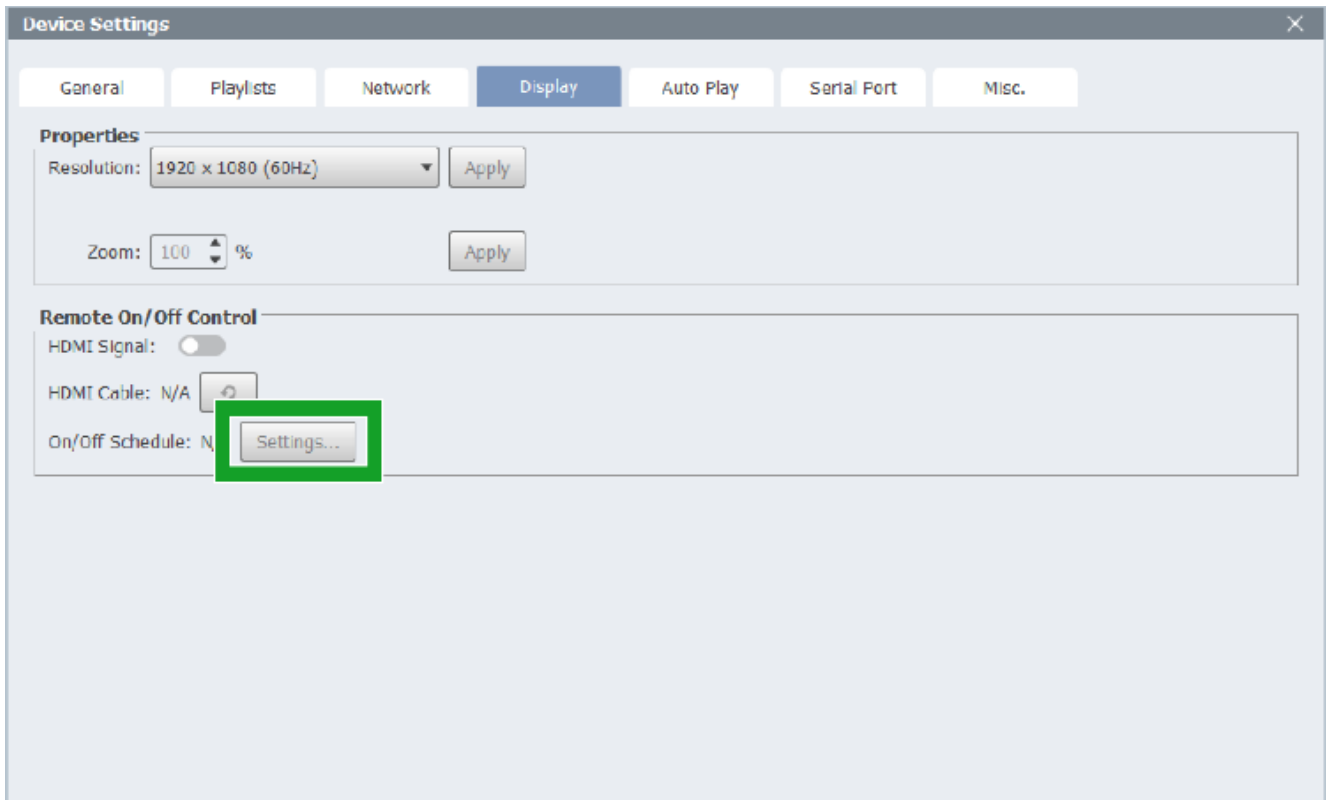 Device Settings
General Playlists Network Display Auto Play Serial Port Misc.
Properties
Resolution: 1920 x 1080 (60Hz) Apply
Zoom: 100 % Apply
Remote On/Off Control
HDMI Signal:
HDMI Cable: N/A
On/Off Schedule: Settings...